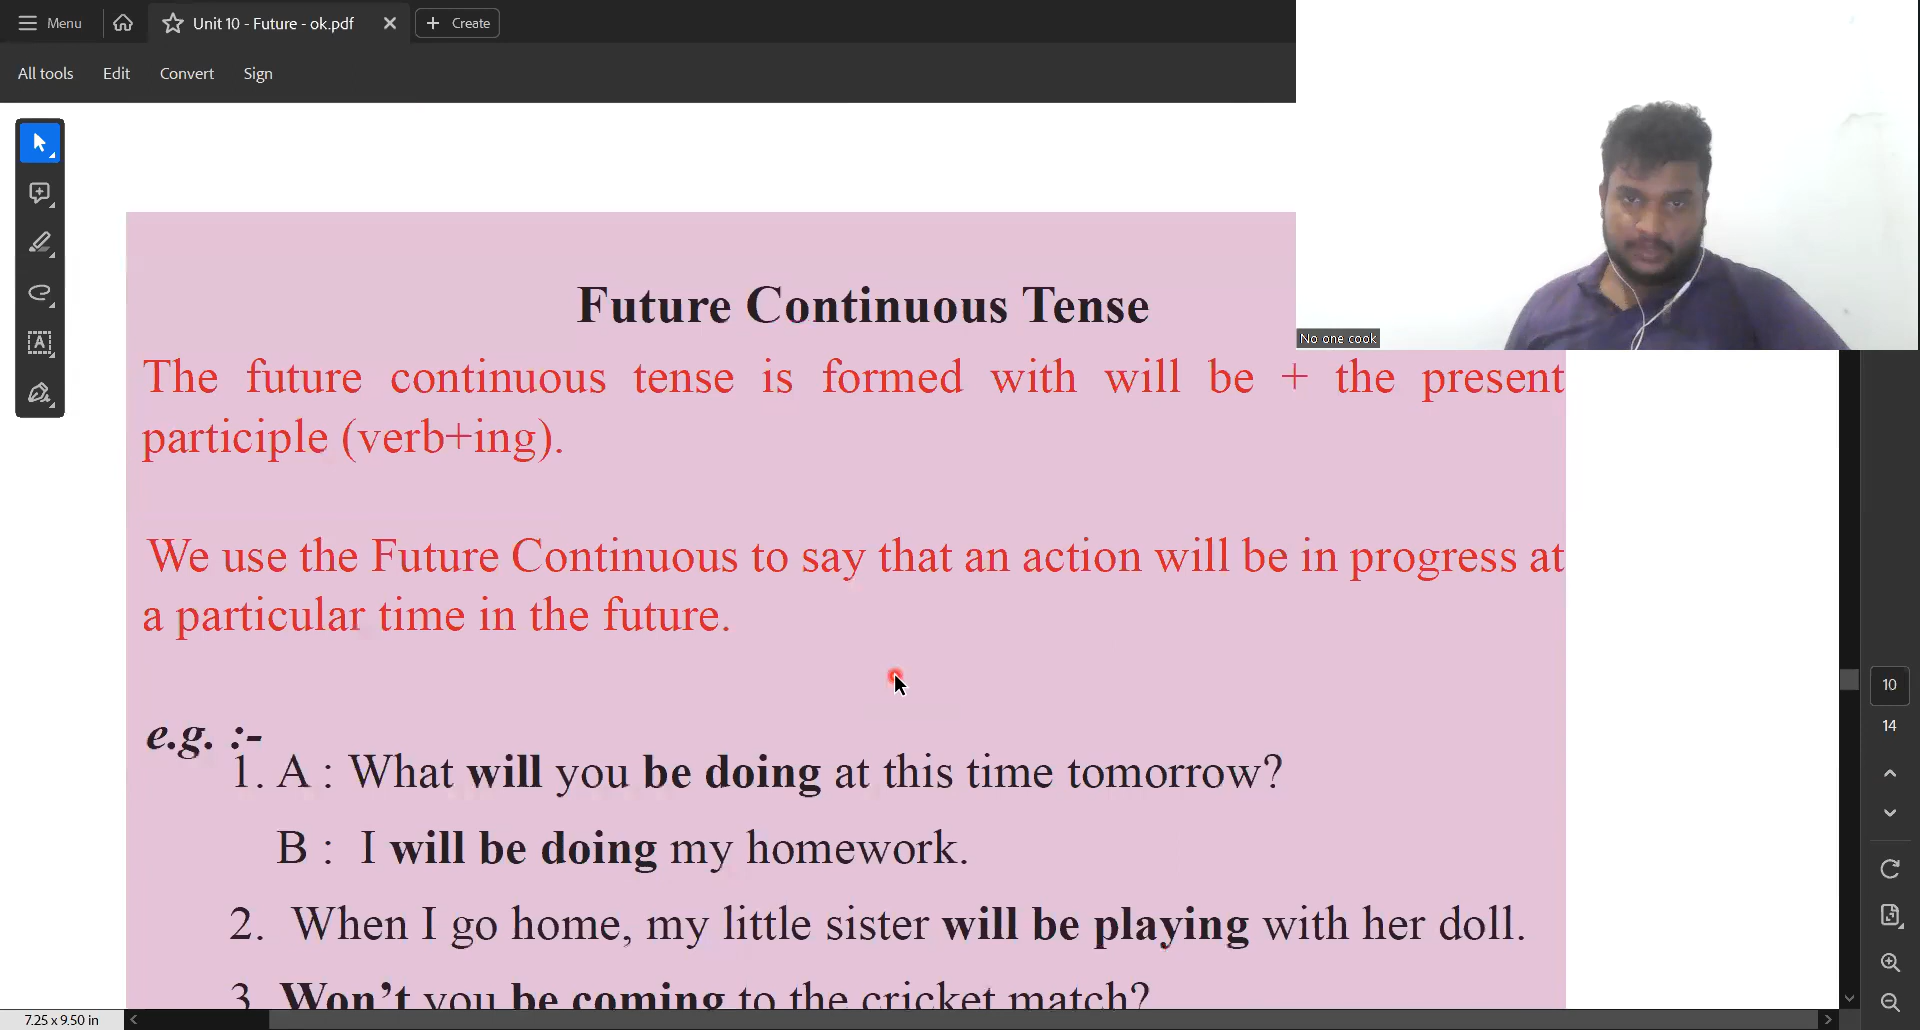 Menu
Unit 10 - Future - ok.pdf
Create
All tools Edit Convert Sign
No one cook
Future Continuous Tense
The future continuous tense is formed with will be + the present
participle (verb+ing).
We use the Future Continuous to say that an action will be in progress at
a particular time in the future.
e.g. :-
1. A : What will you be doing at this time tomorrow?
B : I will be doing my homework.
2. When I go home, my little sister will be playing with her doll.
3. Won't you be coming to the cricket match?
10
14
7.25 x 9.50 in